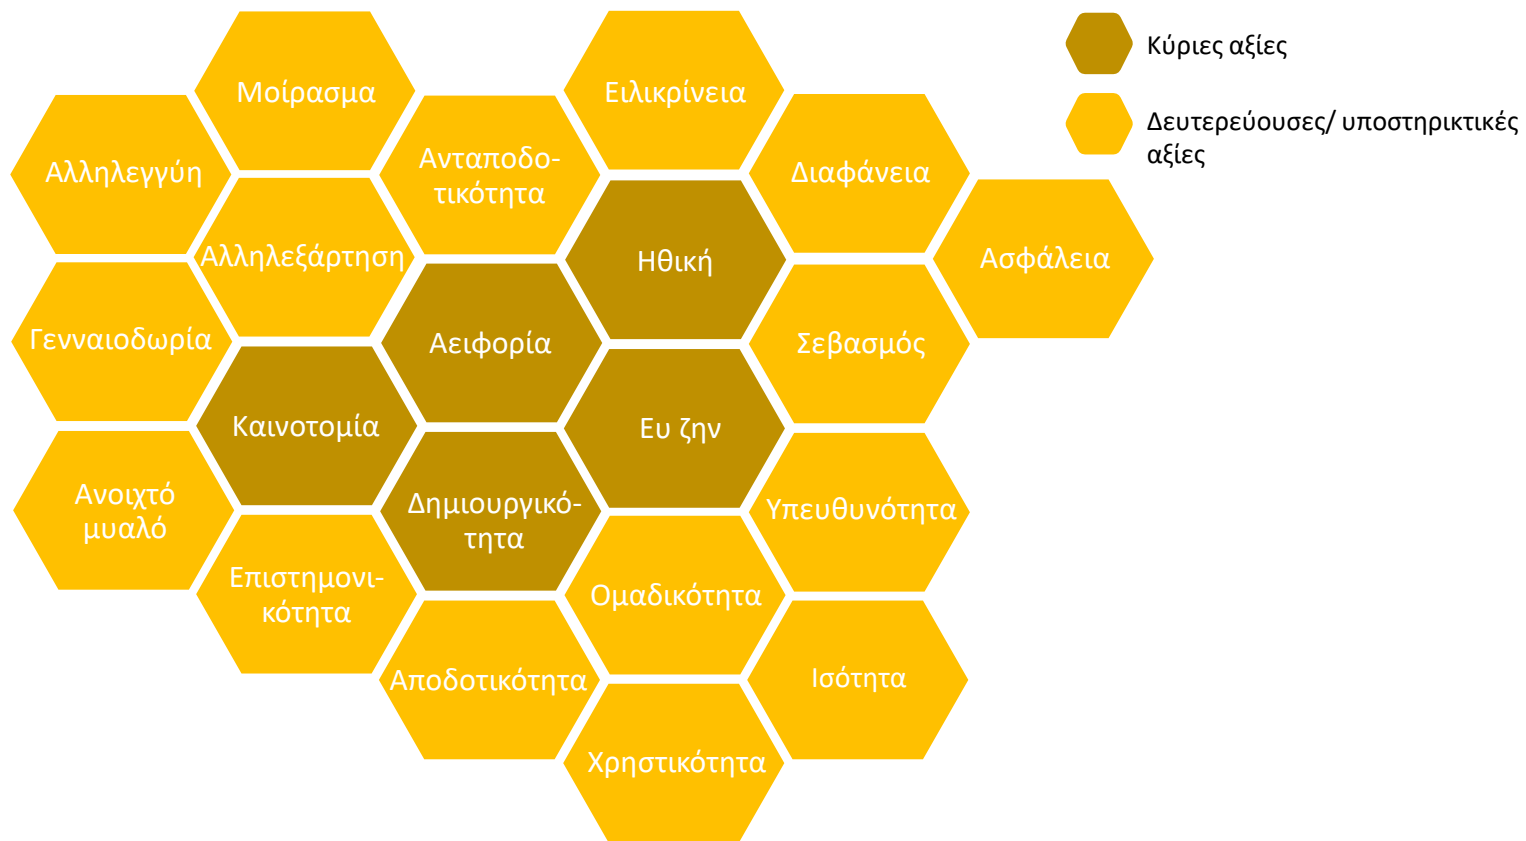 Μοίρασμα
Ειλικρίνεια
Κύριες αξίες
Δευτερεύουσες/ υποστηρικτικές
αξίες
Αλληλεγγύη
Ανταποδο-
τικότητα
Διαφάνεια
Αλληλεξάρτηση
Ηθική
Ασφάλεια
Γενναιοδωρία
Αειφορία
Σεβασμός
Καινοτομία
Ευ ζην
Ανοιχτό
μυαλό
Δημιουργικό-
τητα
Υπευθυνότητα
Επιστημονι-
κότητα
Ομαδικότητα
Αποδοτικότητα
Ισότητα
Χρηστικότητα